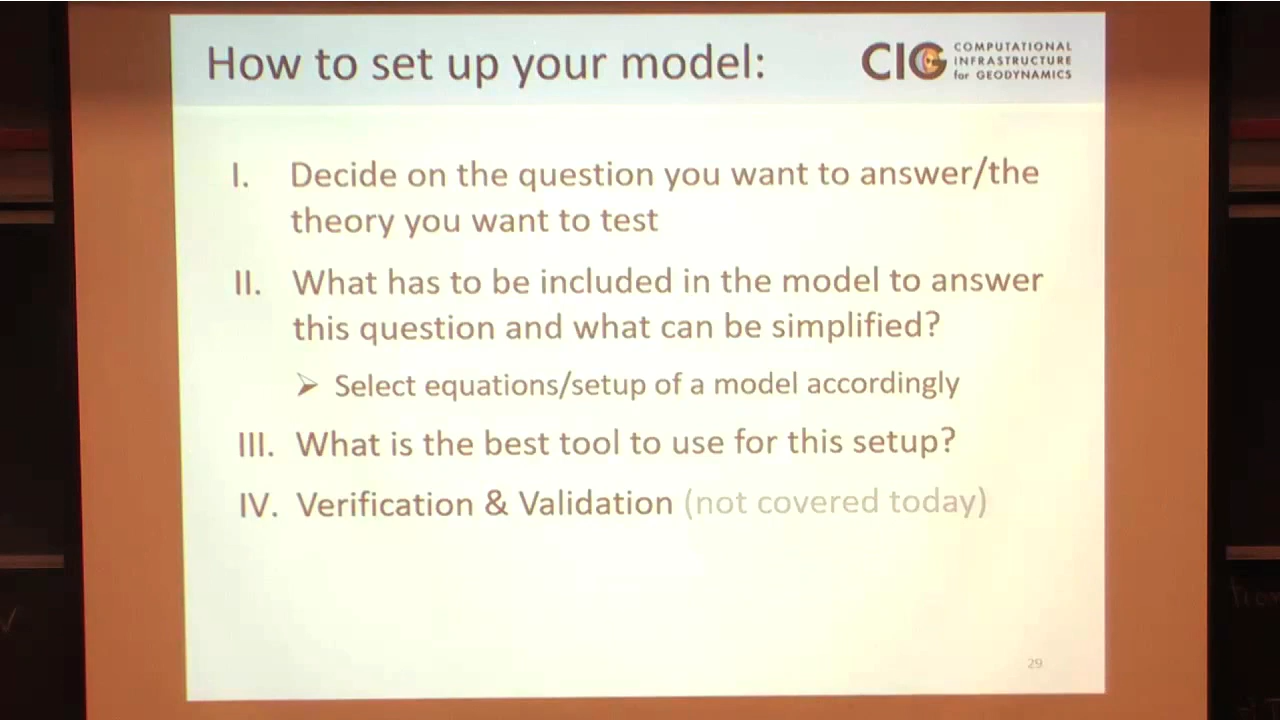 How to set up your model:
CIG COMPUTATIONAL
INFRASTRUCTURE
for GEODYNAMICS
I. Decide on the question you want to answer/the
theory you want to test
II. What has to be included in the model to answer
this question and what can be simplified?
➢ Select equations/setup of a model accordingly
III. What is the best tool to use for this setup?
IV. Verification & Validation (not covered today)
29